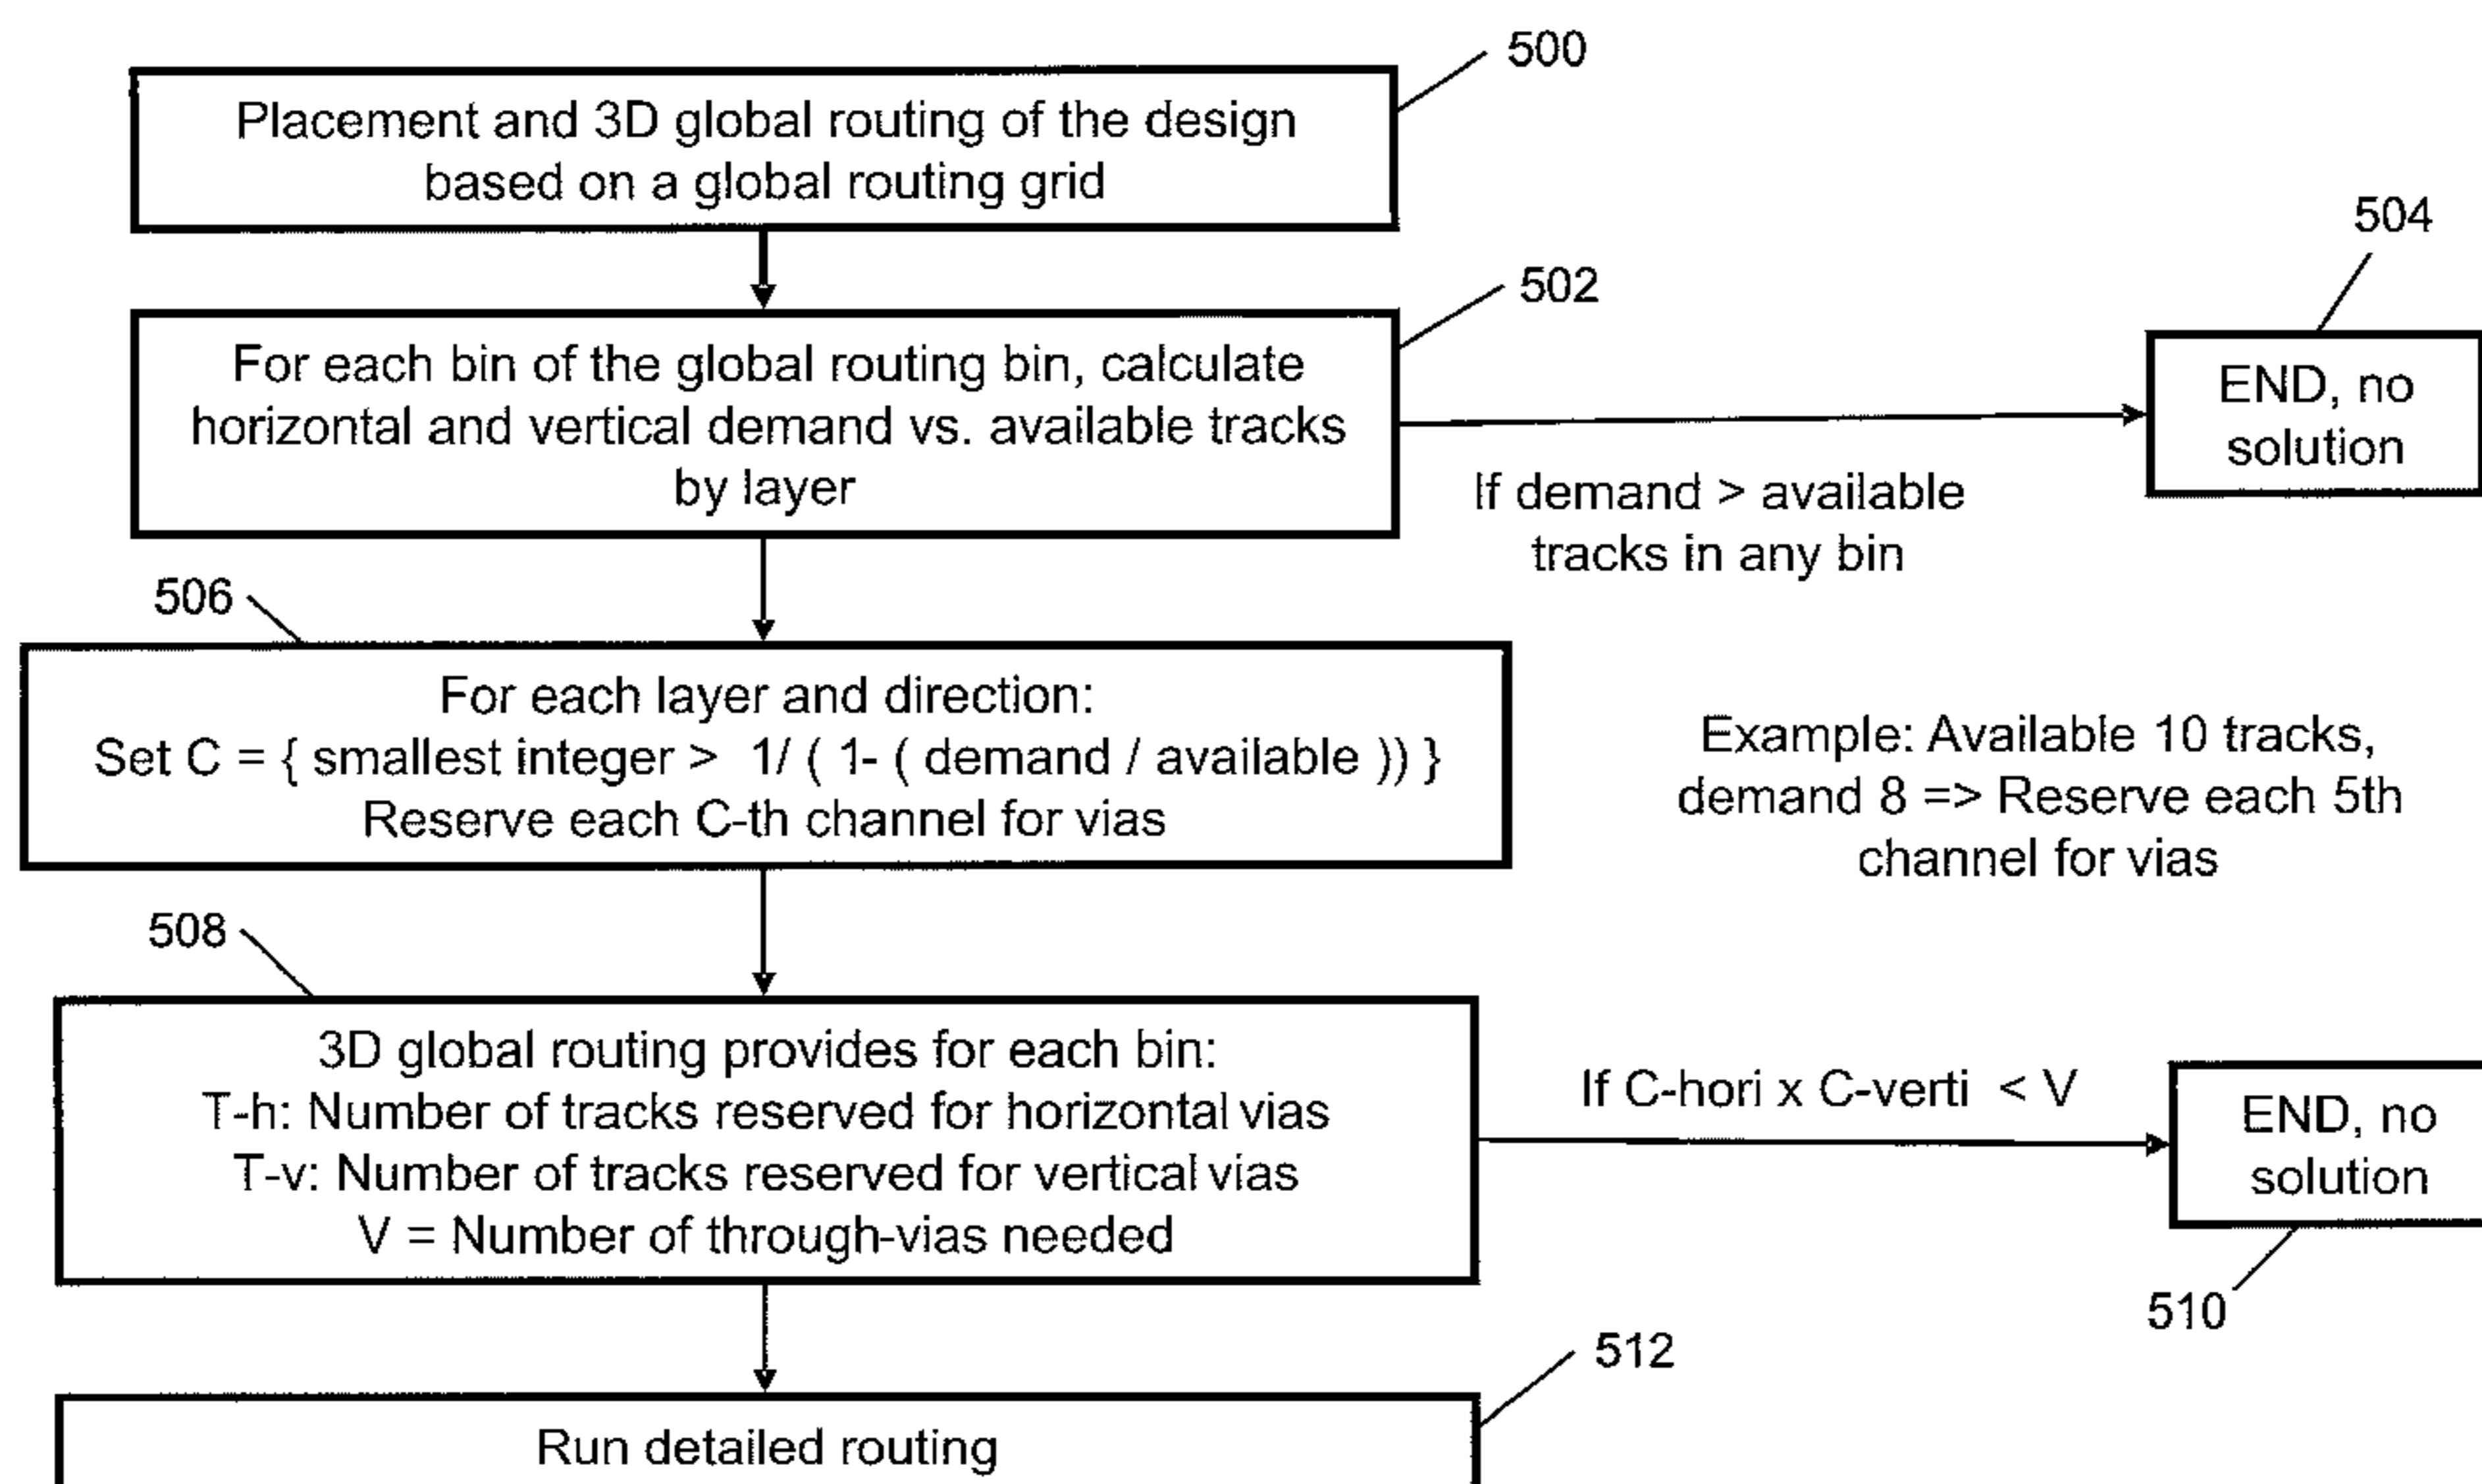 500
Placement and 3D global routing of the design
based on a global routing grid
504
502
For each bin of the global routing bin, calculate
horizontal and vertical demand vs. available tracks
by layer
END, no
solution
If demand > available
tracks in any bin
506
For each layer and direction:
Set C = { smallest integer > 1/ ( 1- ( demand / available )) }
Reserve each C-th channel for vias
Example: Available 10 tracks,
demand 8 => Reserve each 5th
channel for vias
508
3D global routing provides for each bin:
T-h: Number of tracks reserved for horizontal vias
T-v: Number of tracks reserved for vertical vias
V = Number of through-vias needed
If C-hori x C-verti < V
END, no
solution
510
512
Run detailed routing